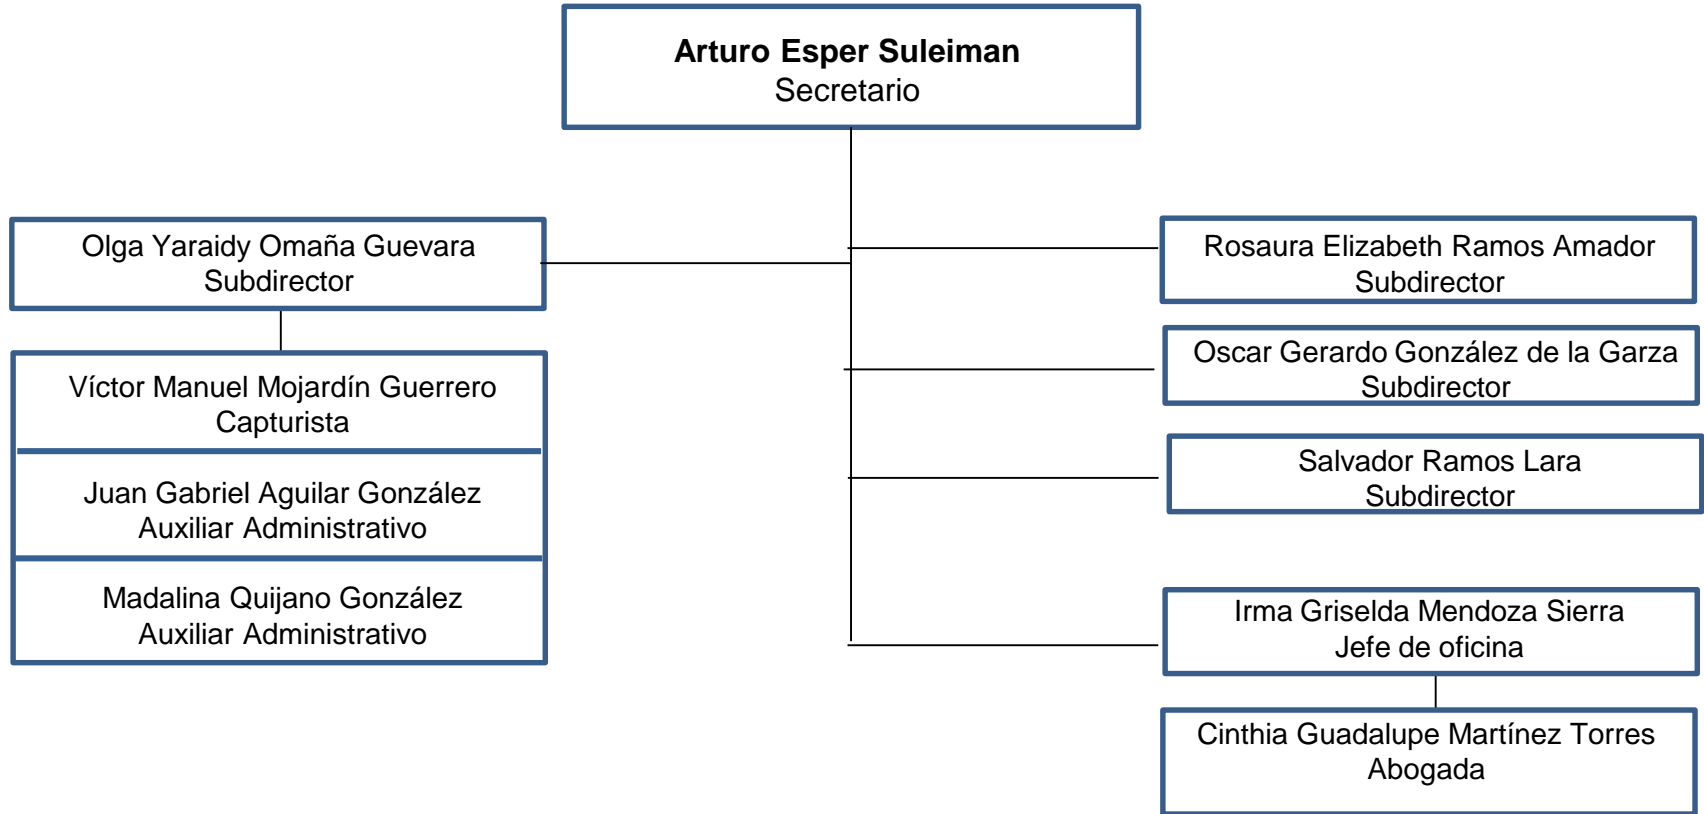 Arturo Esper Suleiman
Secretario
Olga Yaraidy Omaña Guevara
Subdirector
Víctor Manuel Mojardín Guerrero
Capturista
Juan Gabriel Aguilar González
Auxiliar Administrativo
Madalina Quijano González
Auxiliar Administrativo
Rosaura Elizabeth Ramos Amador
Subdirector
Oscar Gerardo González de la Garza
Subdirector
Salvador Ramos Lara
Subdirector
Irma Griselda Mendoza Sierra
Jefe de oficina
Cinthia Guadalupe Martínez Torres
Abogada